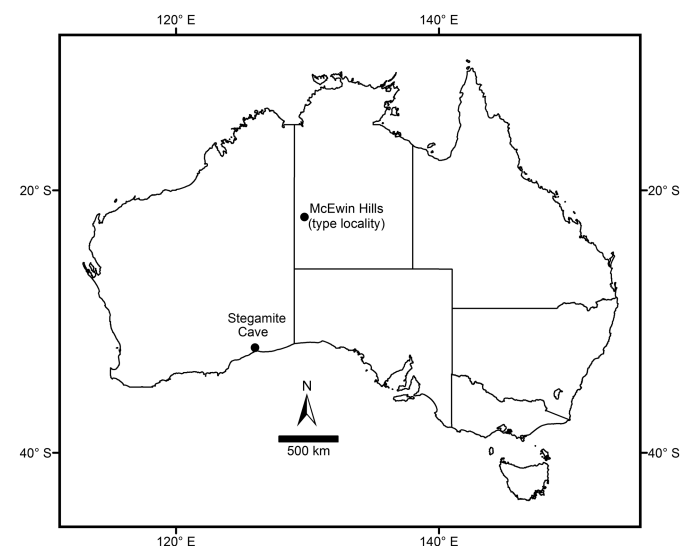 120° E 140° E
20° S 20° S
McEwin Hills
(type locality)
Stegamite
Cave
N
500 km
40° S 40° S
120° E 140° E